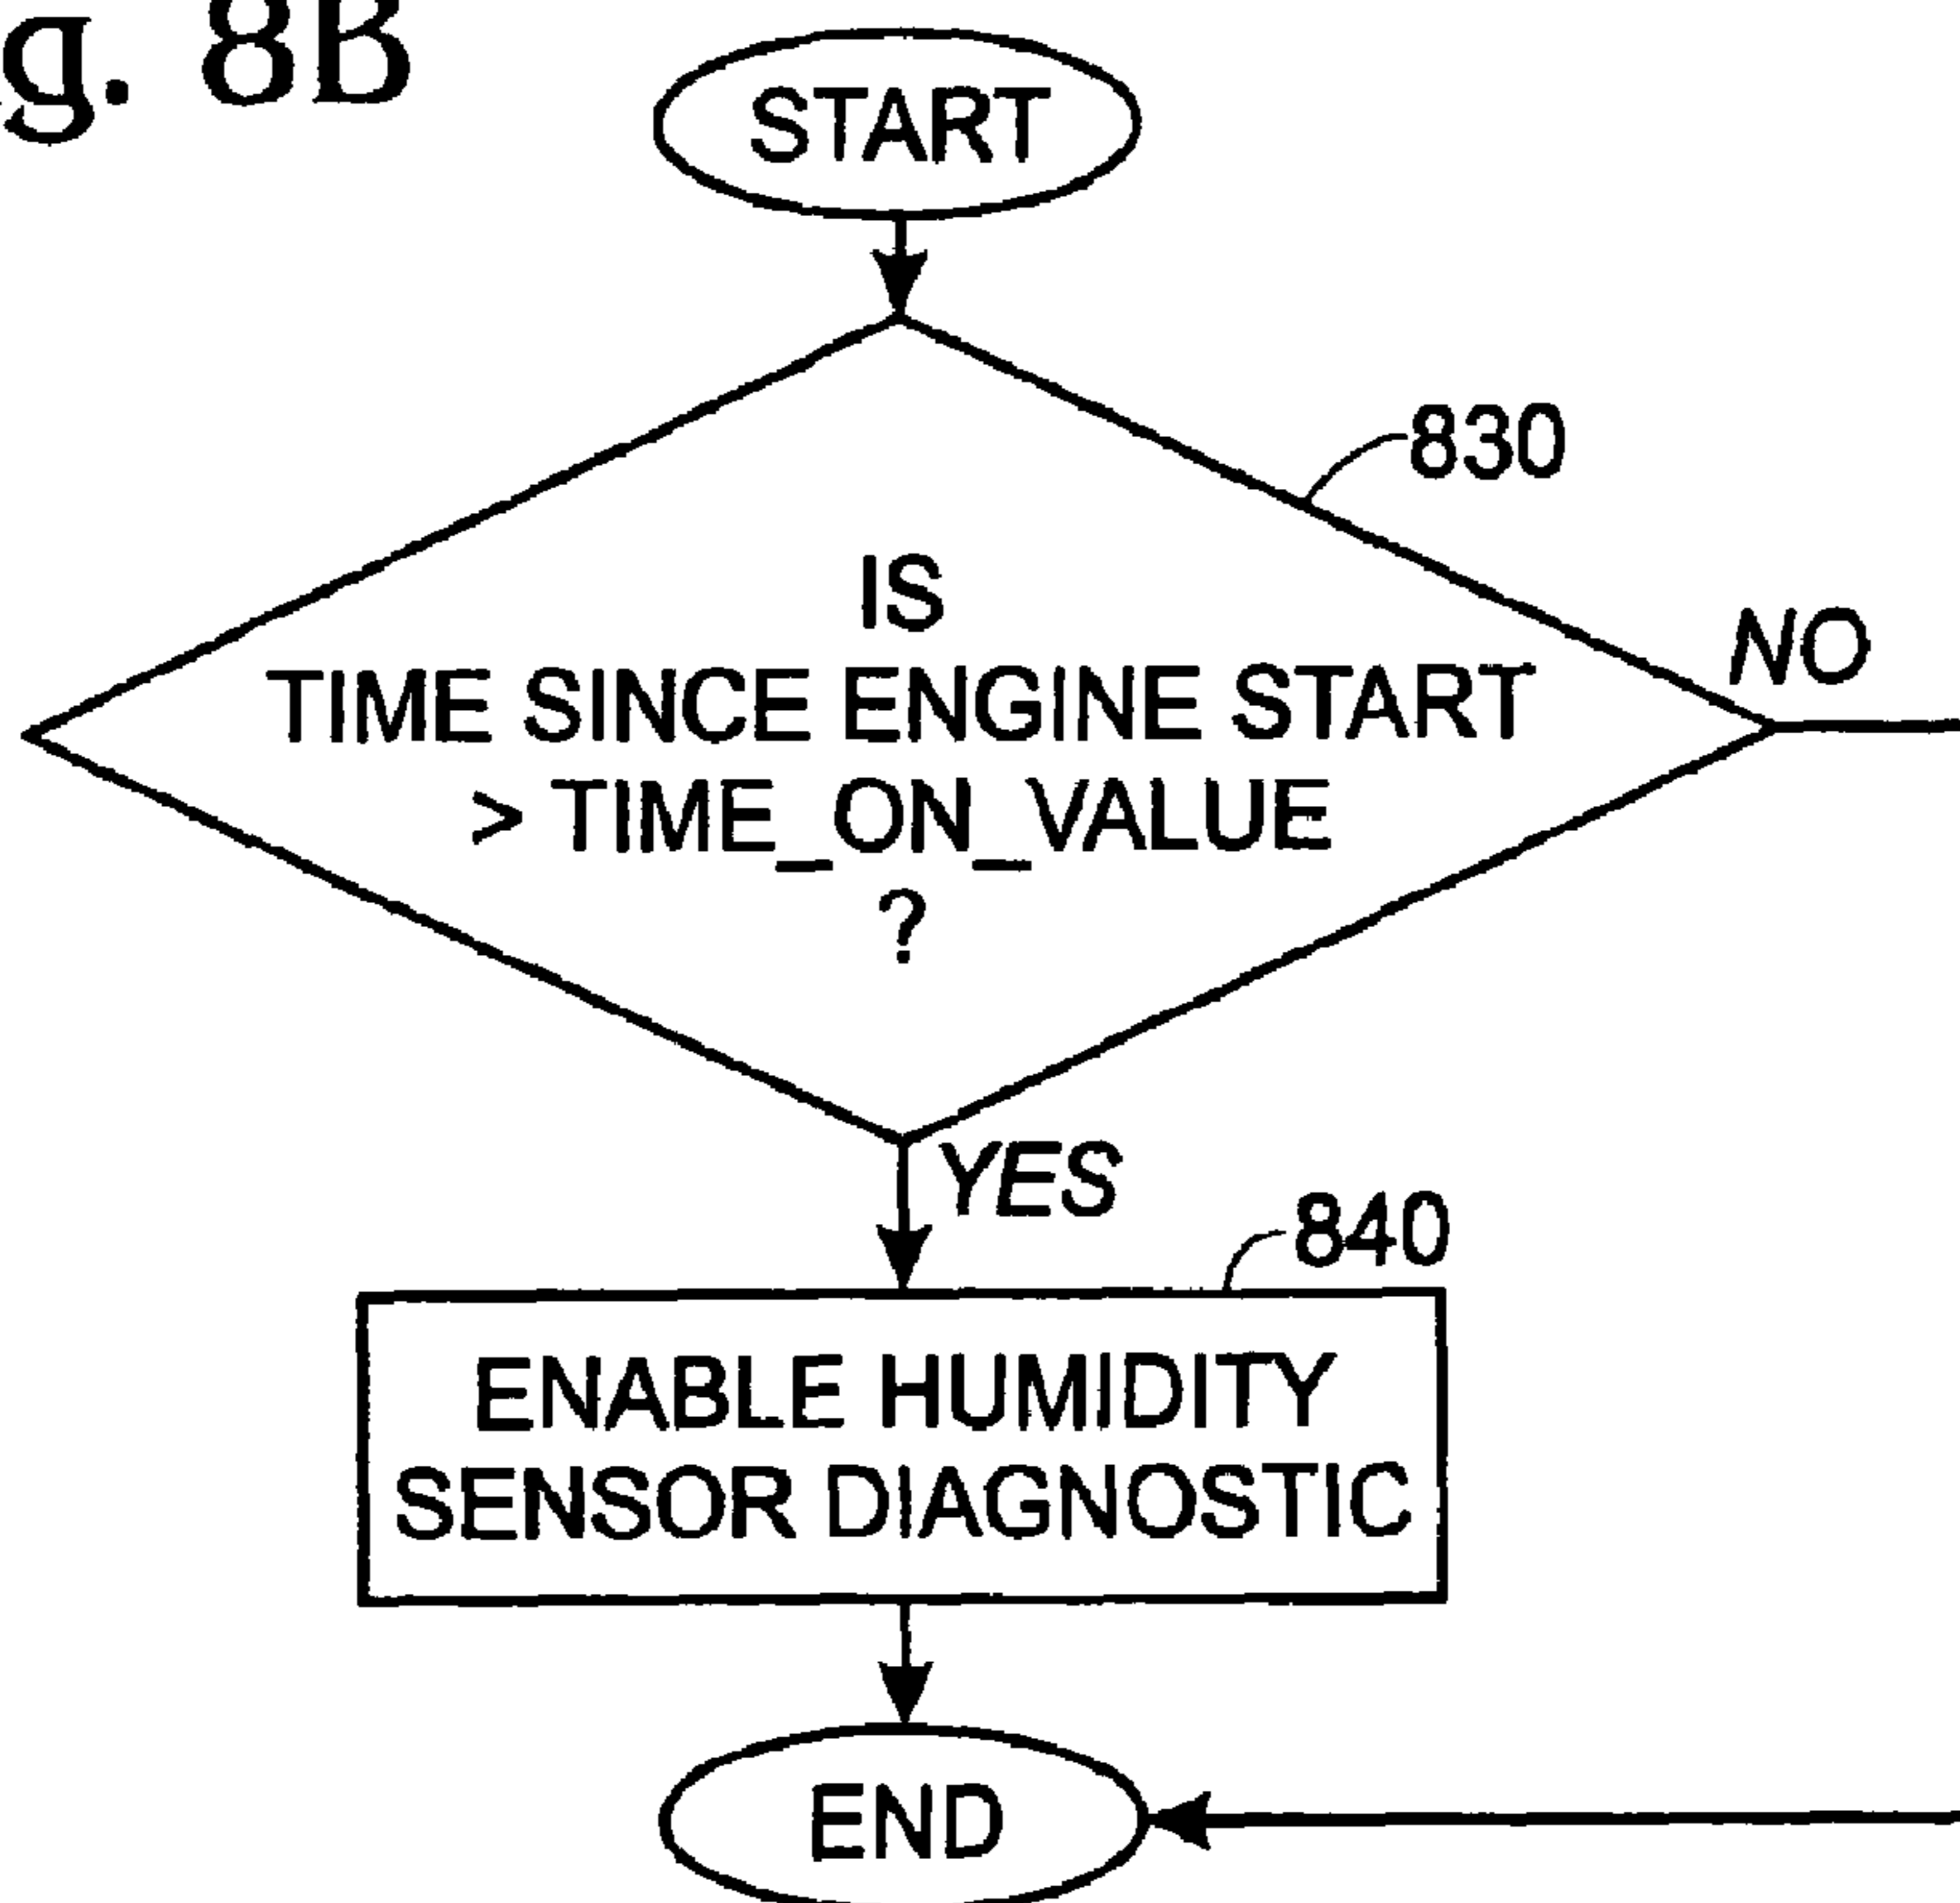 g. 8B
START
830
IS
TIME SINCE ENGINE START
> TIME_ON_VALUE
?
NO
YES
840
ENABLE HUMIDITY
SENSOR DIAGNOSTIC
END